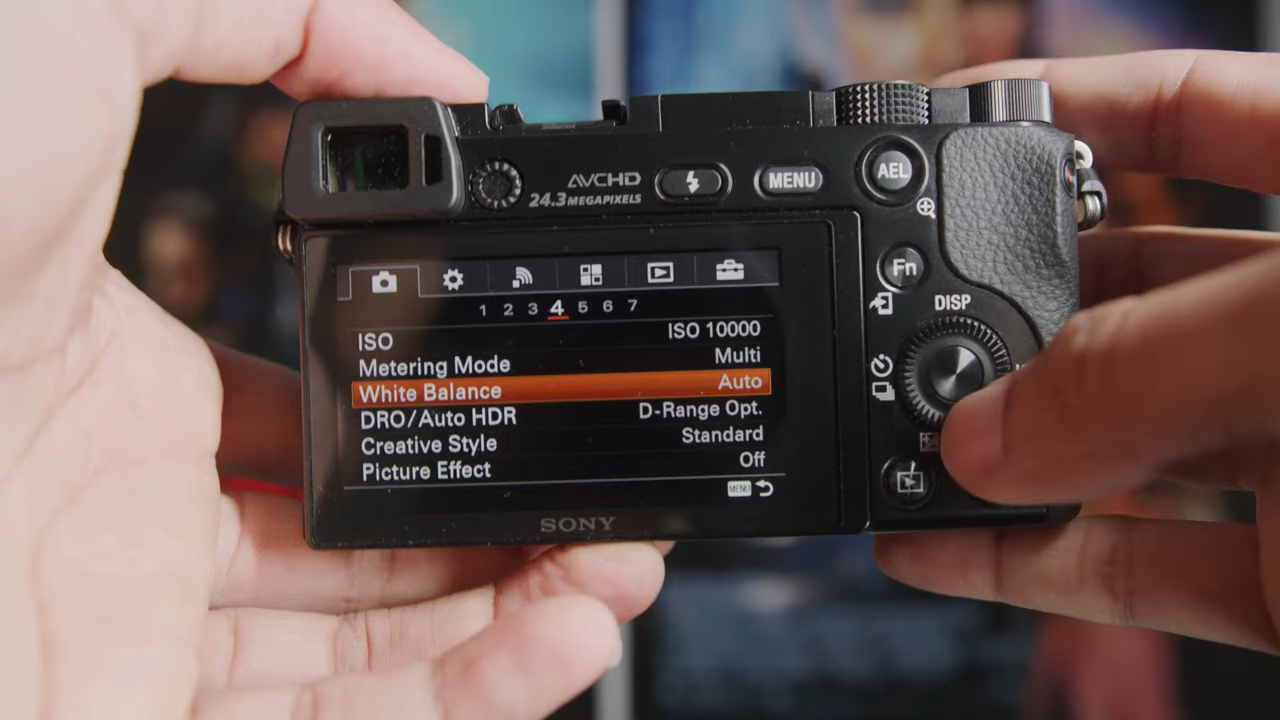 AVCHD
24.3 MEGAPIXELS
MENU
AEL
Fn
DISP
1 2 3 4 5 6 7
ISO ISO 10000
Metering Mode Multi
White Balance Auto
DRO/Auto HDR D-Range Opt.
Creative Style Standard
Picture Effect Off
MENU
SONY